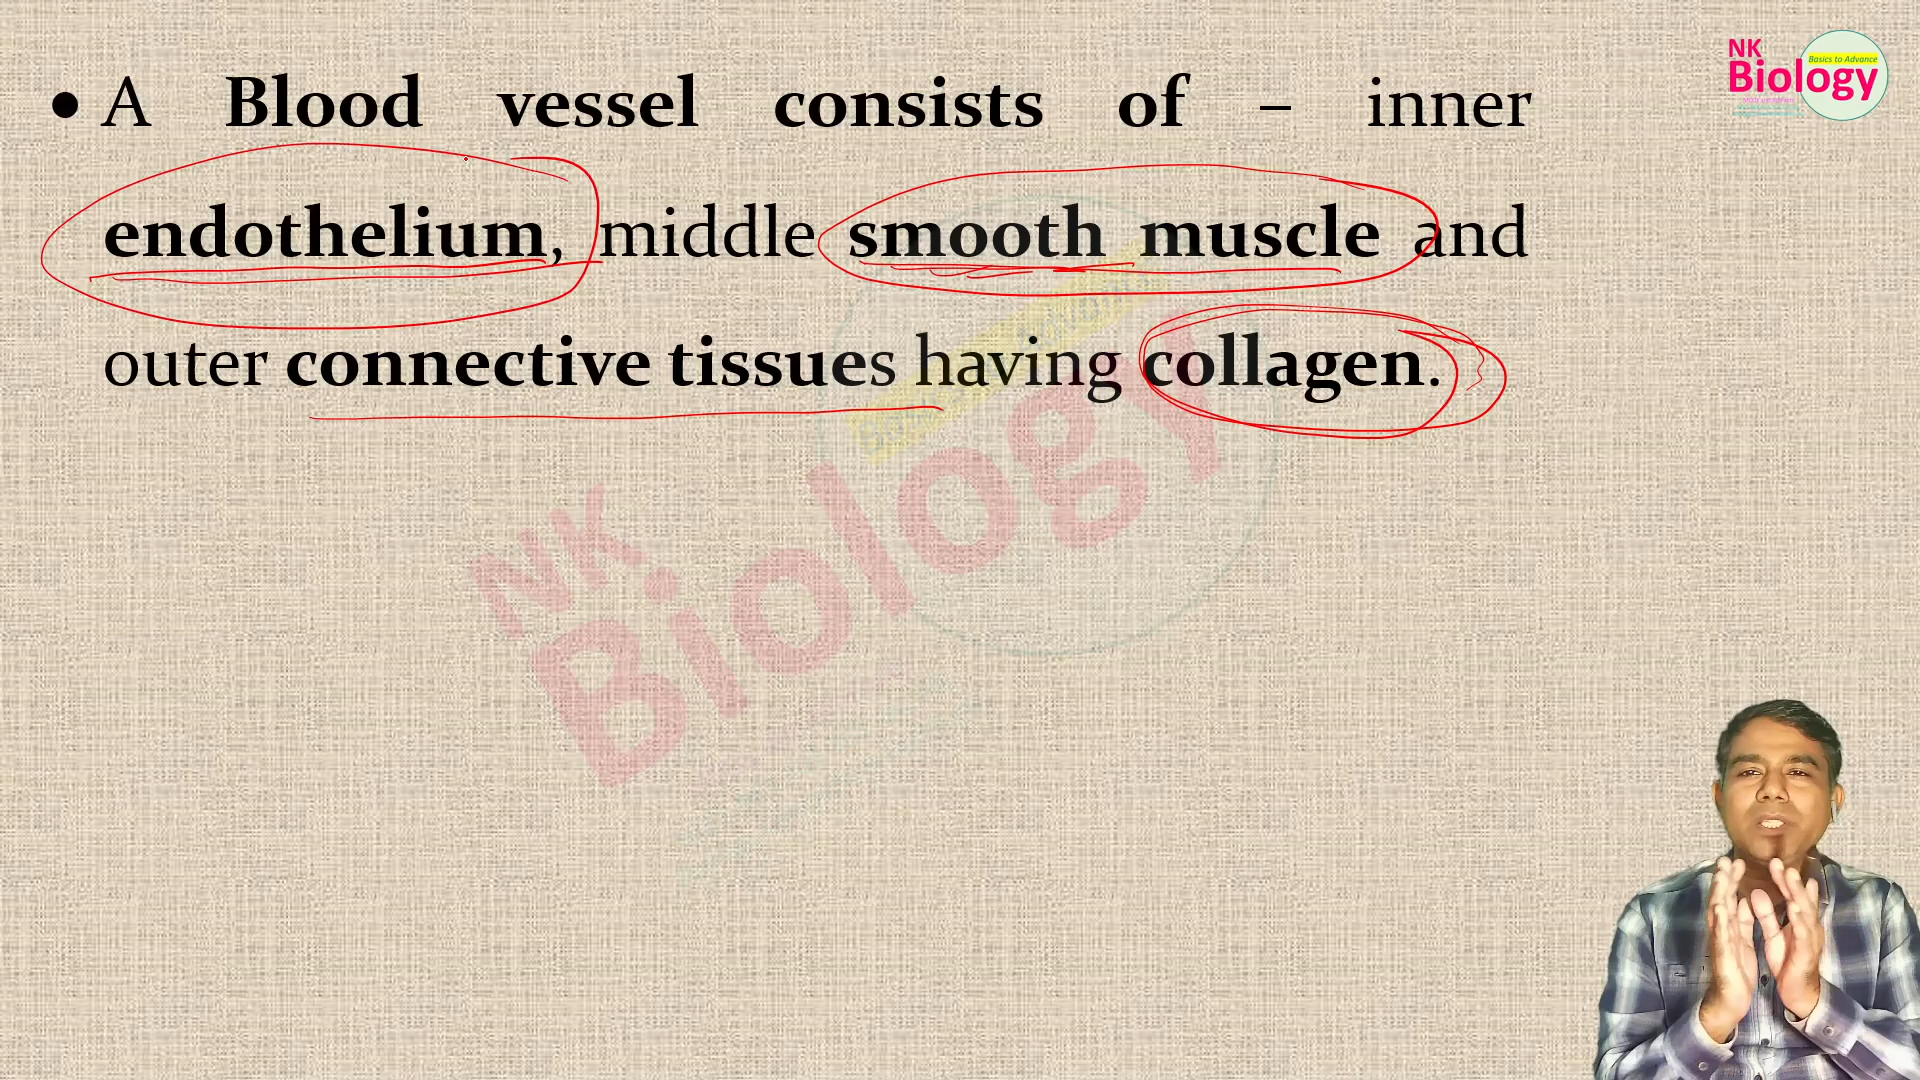 NK
Biology
Basics to Advance
• A Blood vessel consists of – inner
endothelium, middle smooth muscle and
outer connective tissues having collagen.
NK
Biology